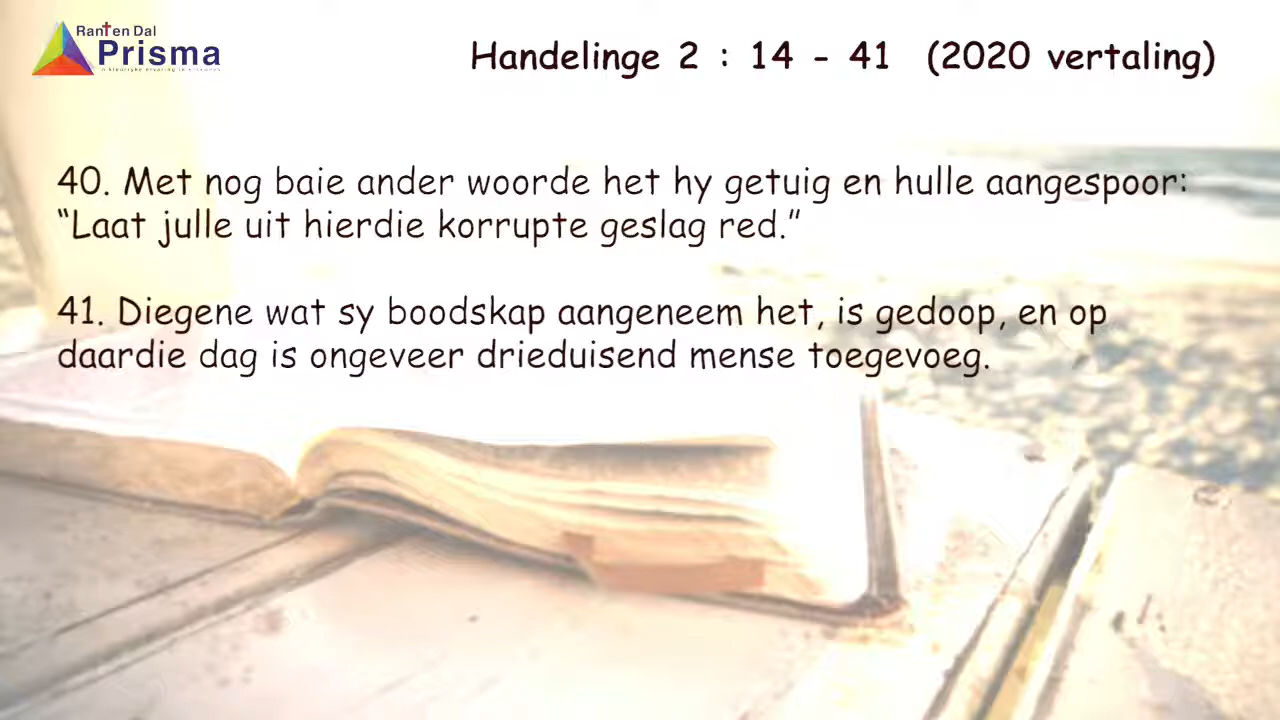 Rant en Dal
Prisma
Handelinge 2 : 14 - 41 (2020 vertaling)
40. Met nog baie ander woorde het hy getuig en hulle aangespoor:
“Laat julle uit hierdie korrupte geslag red.”
41. Diegene wat sy boodskap aangeneem het, is gedoop, en op
daardie dag is ongeveer drieduisend mense toegevoeg.